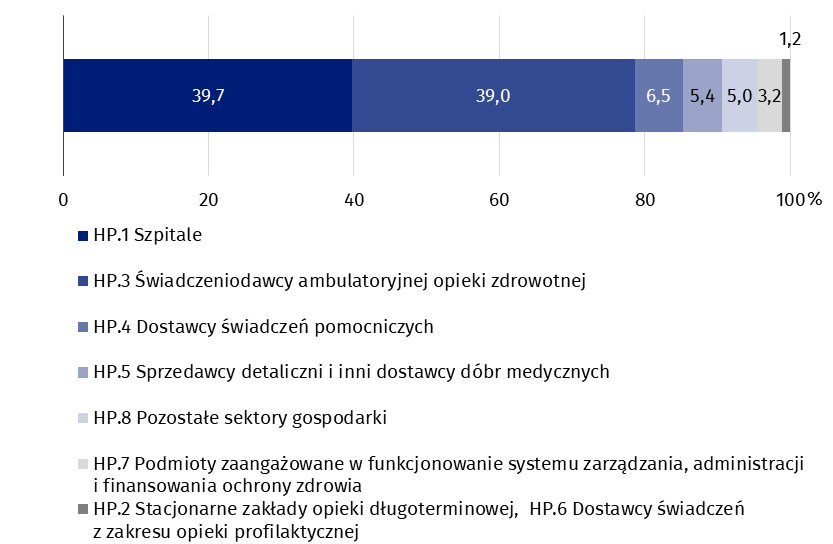 1,2
39,7 39,0 6,5 5,4 5,0 3,2
0 20 40 60 80 100%
HP.1 Szpitale
HP.3 Świadczeniodawcy ambulatoryjnej opieki zdrowotnej
HP.4 Dostawcy świadczeń pomocniczych
HP.5 Sprzedawcy detaliczni i inni dostawcy dóbr medycznych
HP.8 Pozostałe sektory gospodarki
HP.7 Podmioty zaangażowane w funkcjonowanie systemu zarządzania, administracji
i finansowania ochrony zdrowia
HP.2 Stacjonarne zakłady opieki długoterminowej, HP.6 Dostawcy świadczeń
z zakresu opieki profilaktycznej